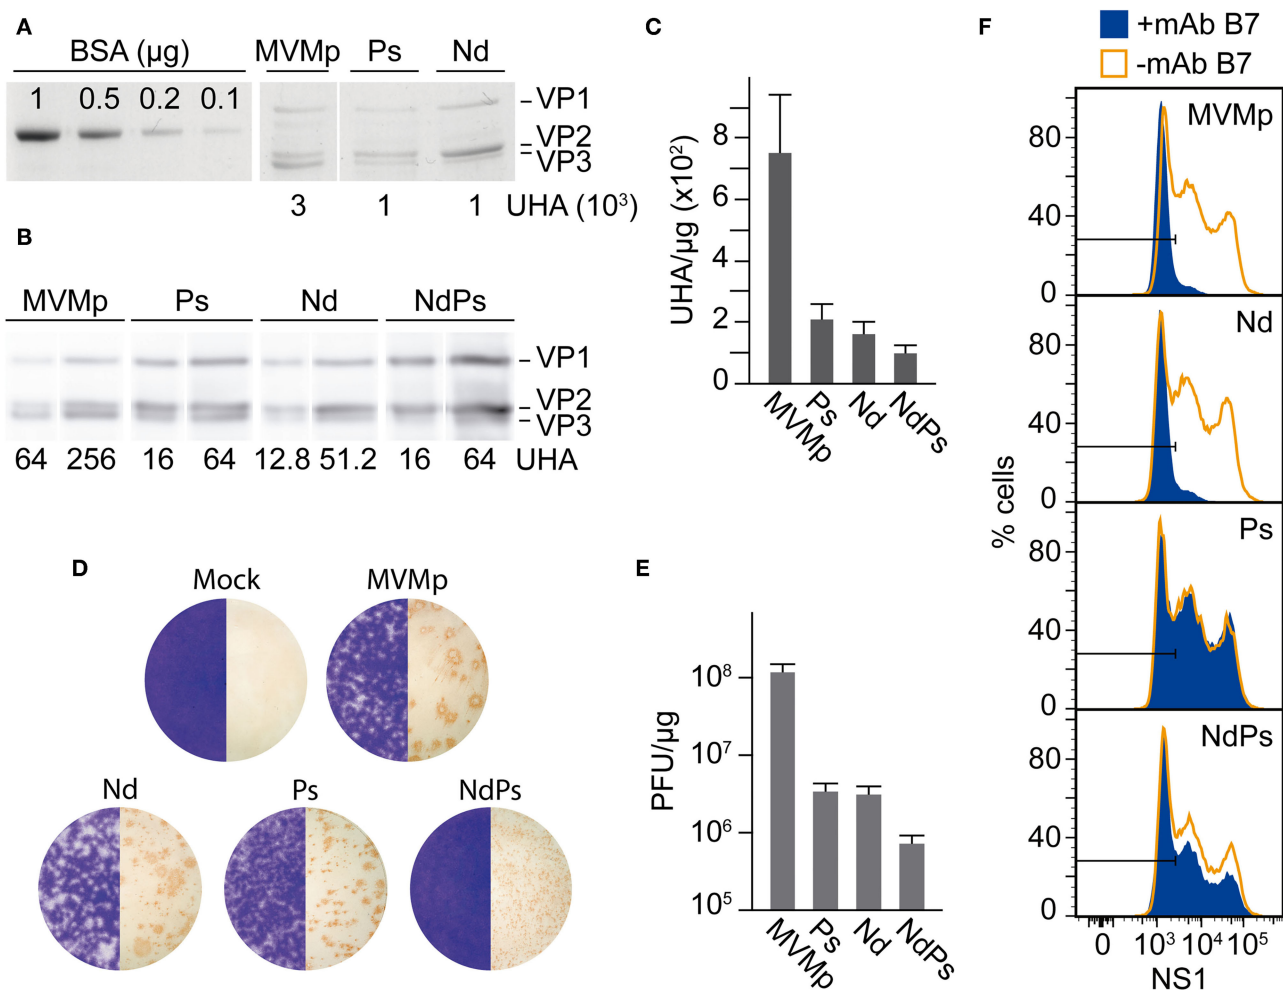 A
BSA (µg) MVMp Ps Nd
1 0.5 0.2 0.1
VP1
VP2
VP3
3 1 1 UHA (10³)
B
MVMp Ps Nd NdPs
VP1
VP2
VP3
64 256 16 64 12.8 51.2 16 64 UHA
C
UHA/µg (x10²)
8
6
4
2
0
MVMp Ps Nd NdPs
D
Mock MVMp
Nd Ps NdPs
E
PFU/µg
10⁸
10⁷
10⁶
10⁵
MVMp Ps Nd NdPs
F
+mAb B7
-mAb B7
% cells
MVMp
80
40
0
Nd
80
40
0
Ps
80
40
0
NdPs
80
40
0
0 10³ 10⁴ 10⁵
NS1